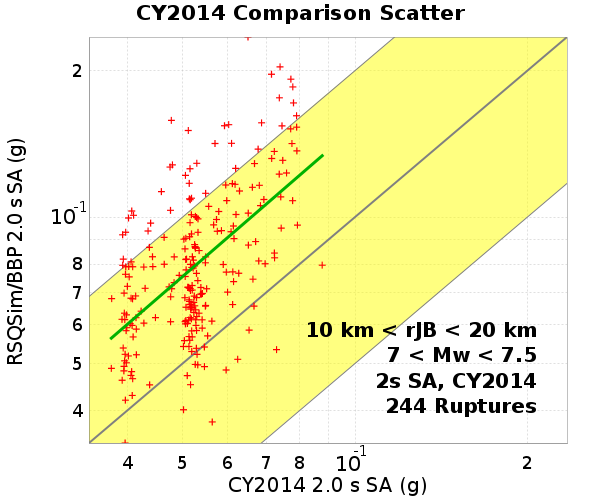 CY2014 Comparison Scatter
RSQSim/BBP 2.0 s SA (g)
2
10-1
8
7
6
5
4
10 km < rJB < 20 km
7 < Mw < 7.5
2s SA, CY2014
244 Ruptures
4 5 6 7 8 10-1 2
CY2014 2.0 s SA (g)